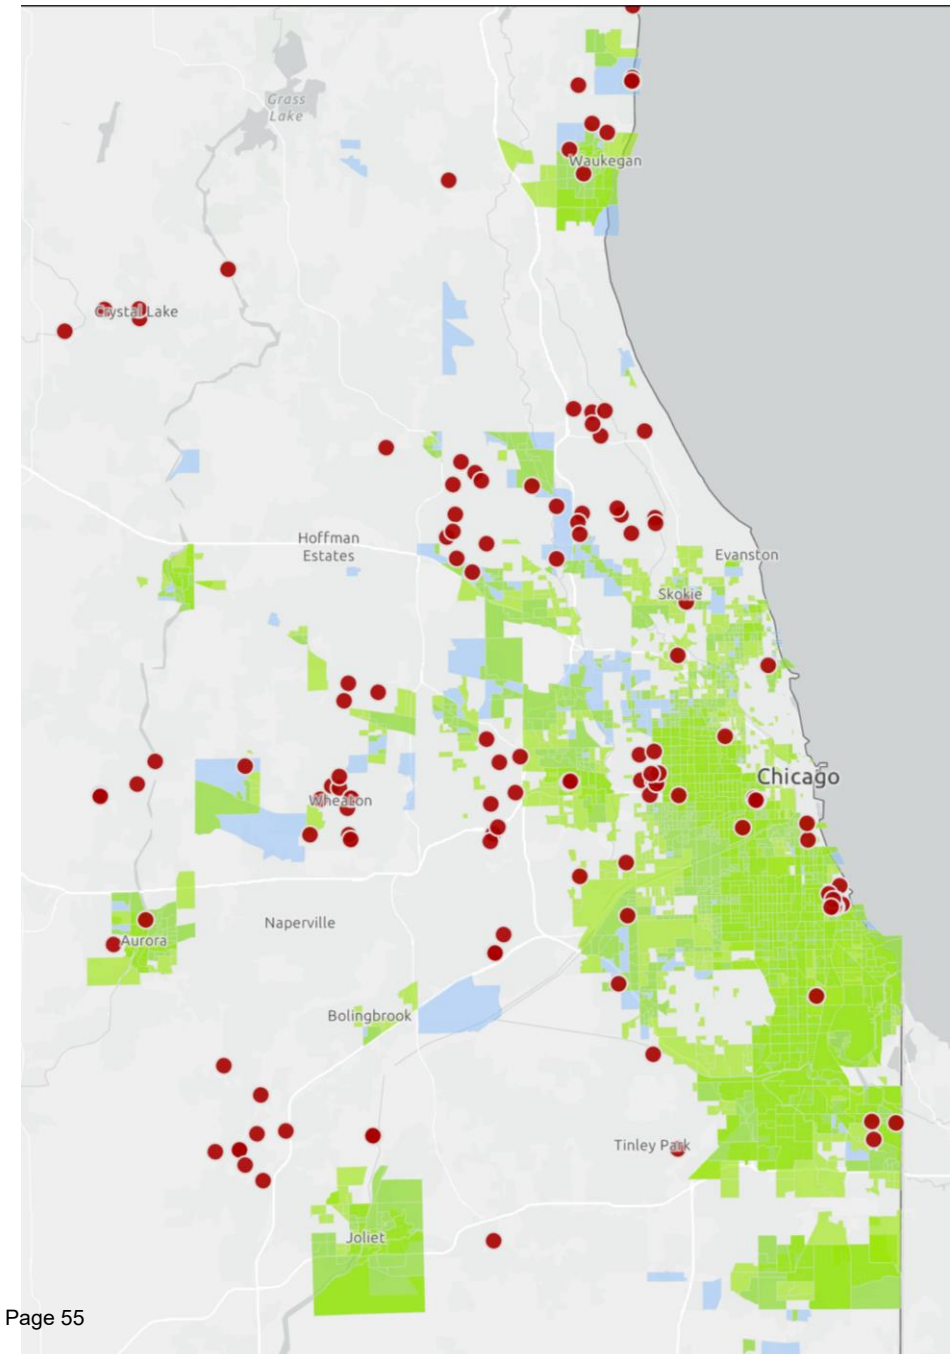 Grass
Lake
Waukegan
Crystal Lake
Hoffman
Estates
Evanston
Skokie
Chicago
Wheaton
Naperville
Aurora
Bolingbrook
Tinley Park
Joliet
Page 55